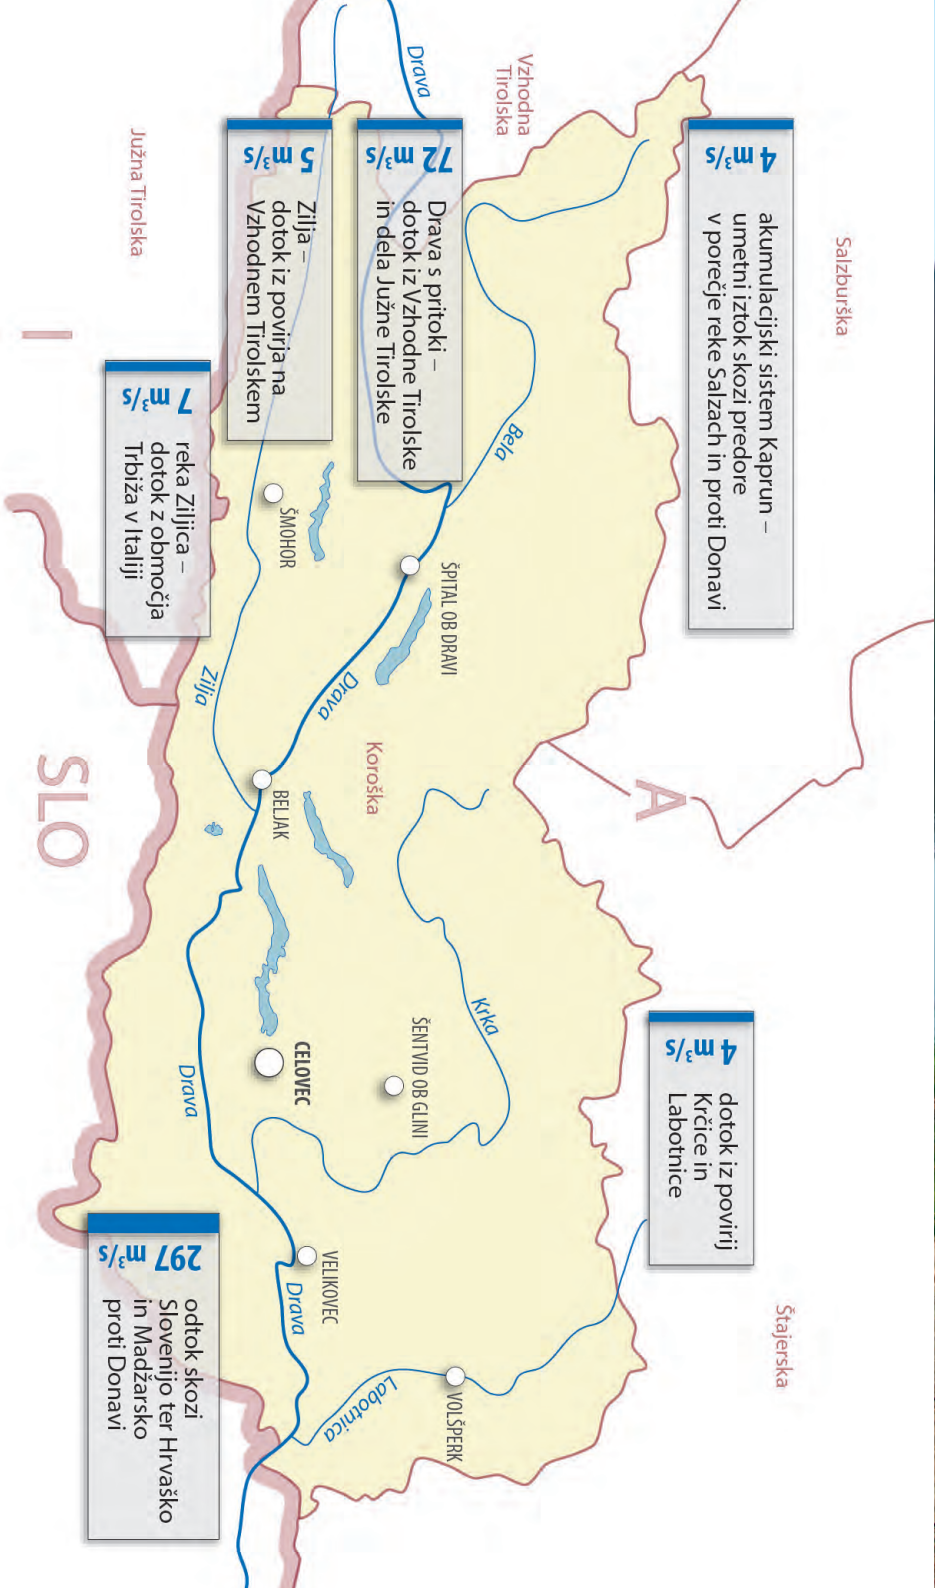 Salzburška
4 m³/s
akumulacijski sistem Kaprun –
umetni iztok skozi predore
v porečje reke Salzach in proti Donavi
A
4 m³/s
dotok iz povirij
Krčice in
Labotnice
Štajerska
Vzhodna
Tirolska
Drava
72 m³/s
Drava s pritoki –
dotok iz Vzhodne Tirolske
in dela Južne Tirolske
Bela
ŠPITAL OB DRAVI
Drava
Koroška
Krka
ŠENTVID OB GLINI
VOLŠPERK
Labotnica
5 m³/s
Zilja –
dotok iz povirja na
Vzhodnem Tirolskem
ŠMOHOR
BELJAK
CELOVEC
VELIKOVEC
Drava
Južna Tirolska
Zilja
Drava
7 m³/s
reka Ziljica –
dotok z območja
Trbiža v Italiji
297 m³/s
odtok skozi
Slovenijo ter Hrvaško
in Madžarsko
proti Donavi
I
SLO